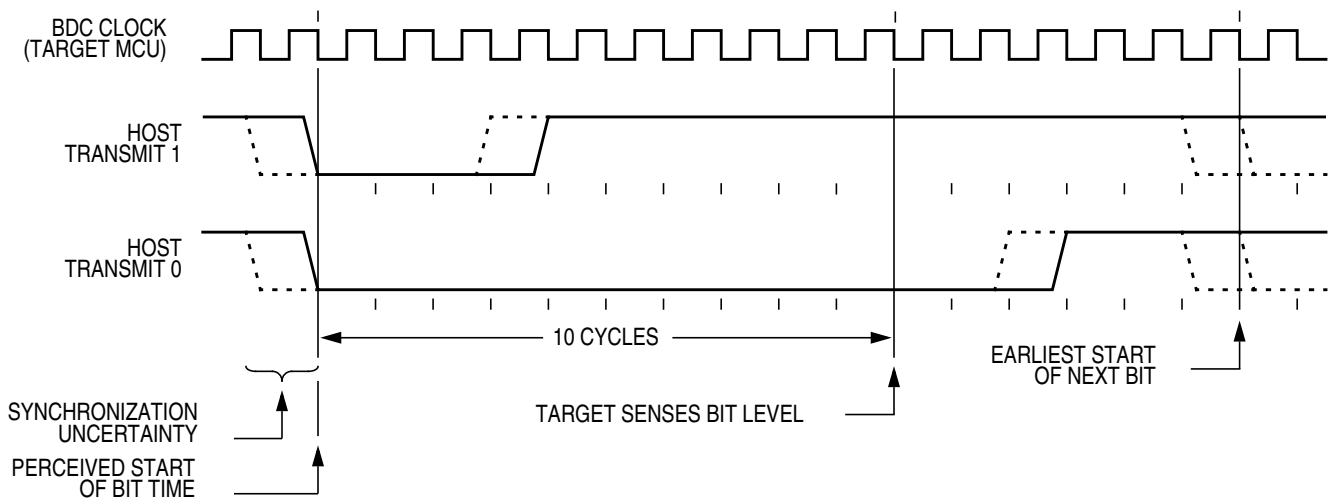 BDC CLOCK
(TARGET MCU)
HOST
TRANSMIT 1
HOST
TRANSMIT 0
10 CYCLES
EARLIEST START
OF NEXT BIT
SYNCHRONIZATION
UNCERTAINTY
TARGET SENSES BIT LEVEL
PERCEIVED START
OF BIT TIME